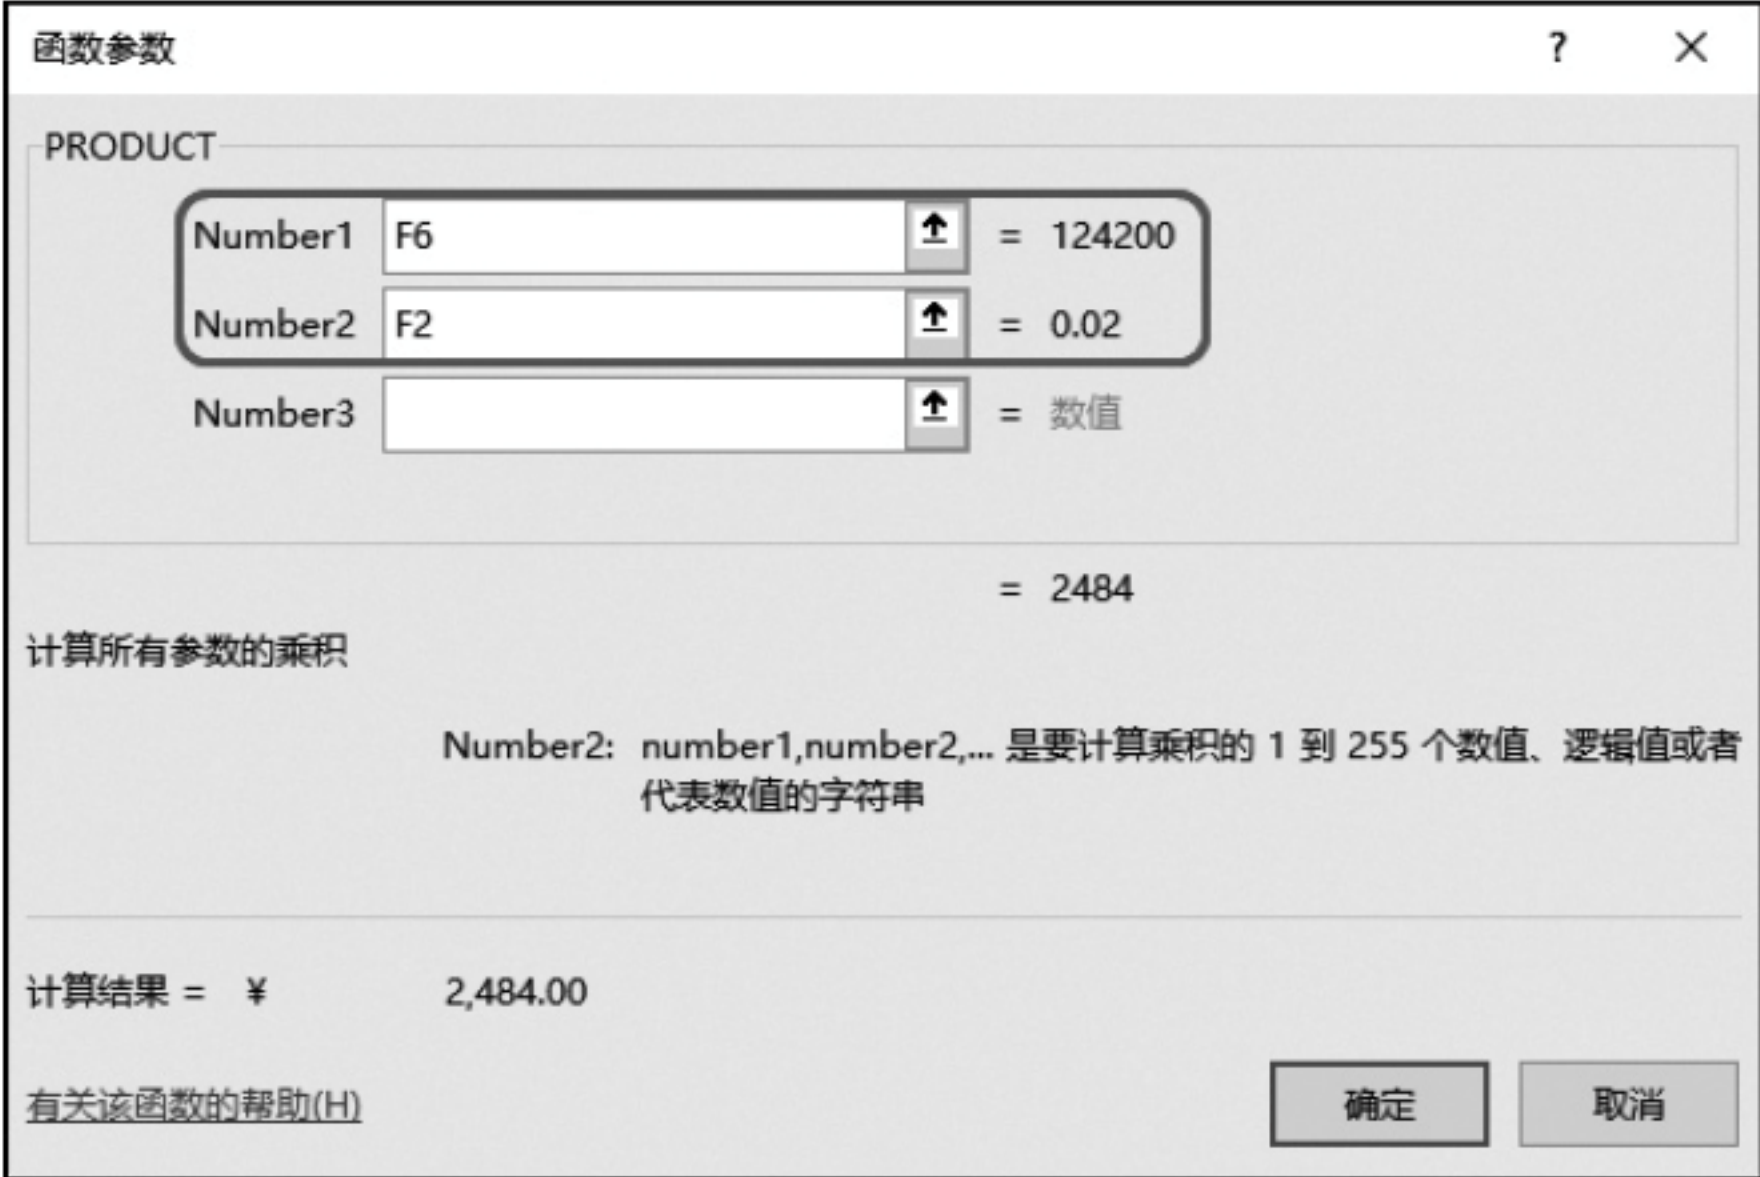 函数参数 ? ×
PRODUCT
Number1 F6 = 124200
Number2 F2 = 0.02
Number3 = 数值
= 2484
计算所有参数的乘积
Number2: number1,number2,... 是要计算乘积的 1 到 255 个数值、逻辑值或者
代表数值的字符串
计算结果 = ¥ 2,484.00
有关该函数的帮助(H)
确定 取消